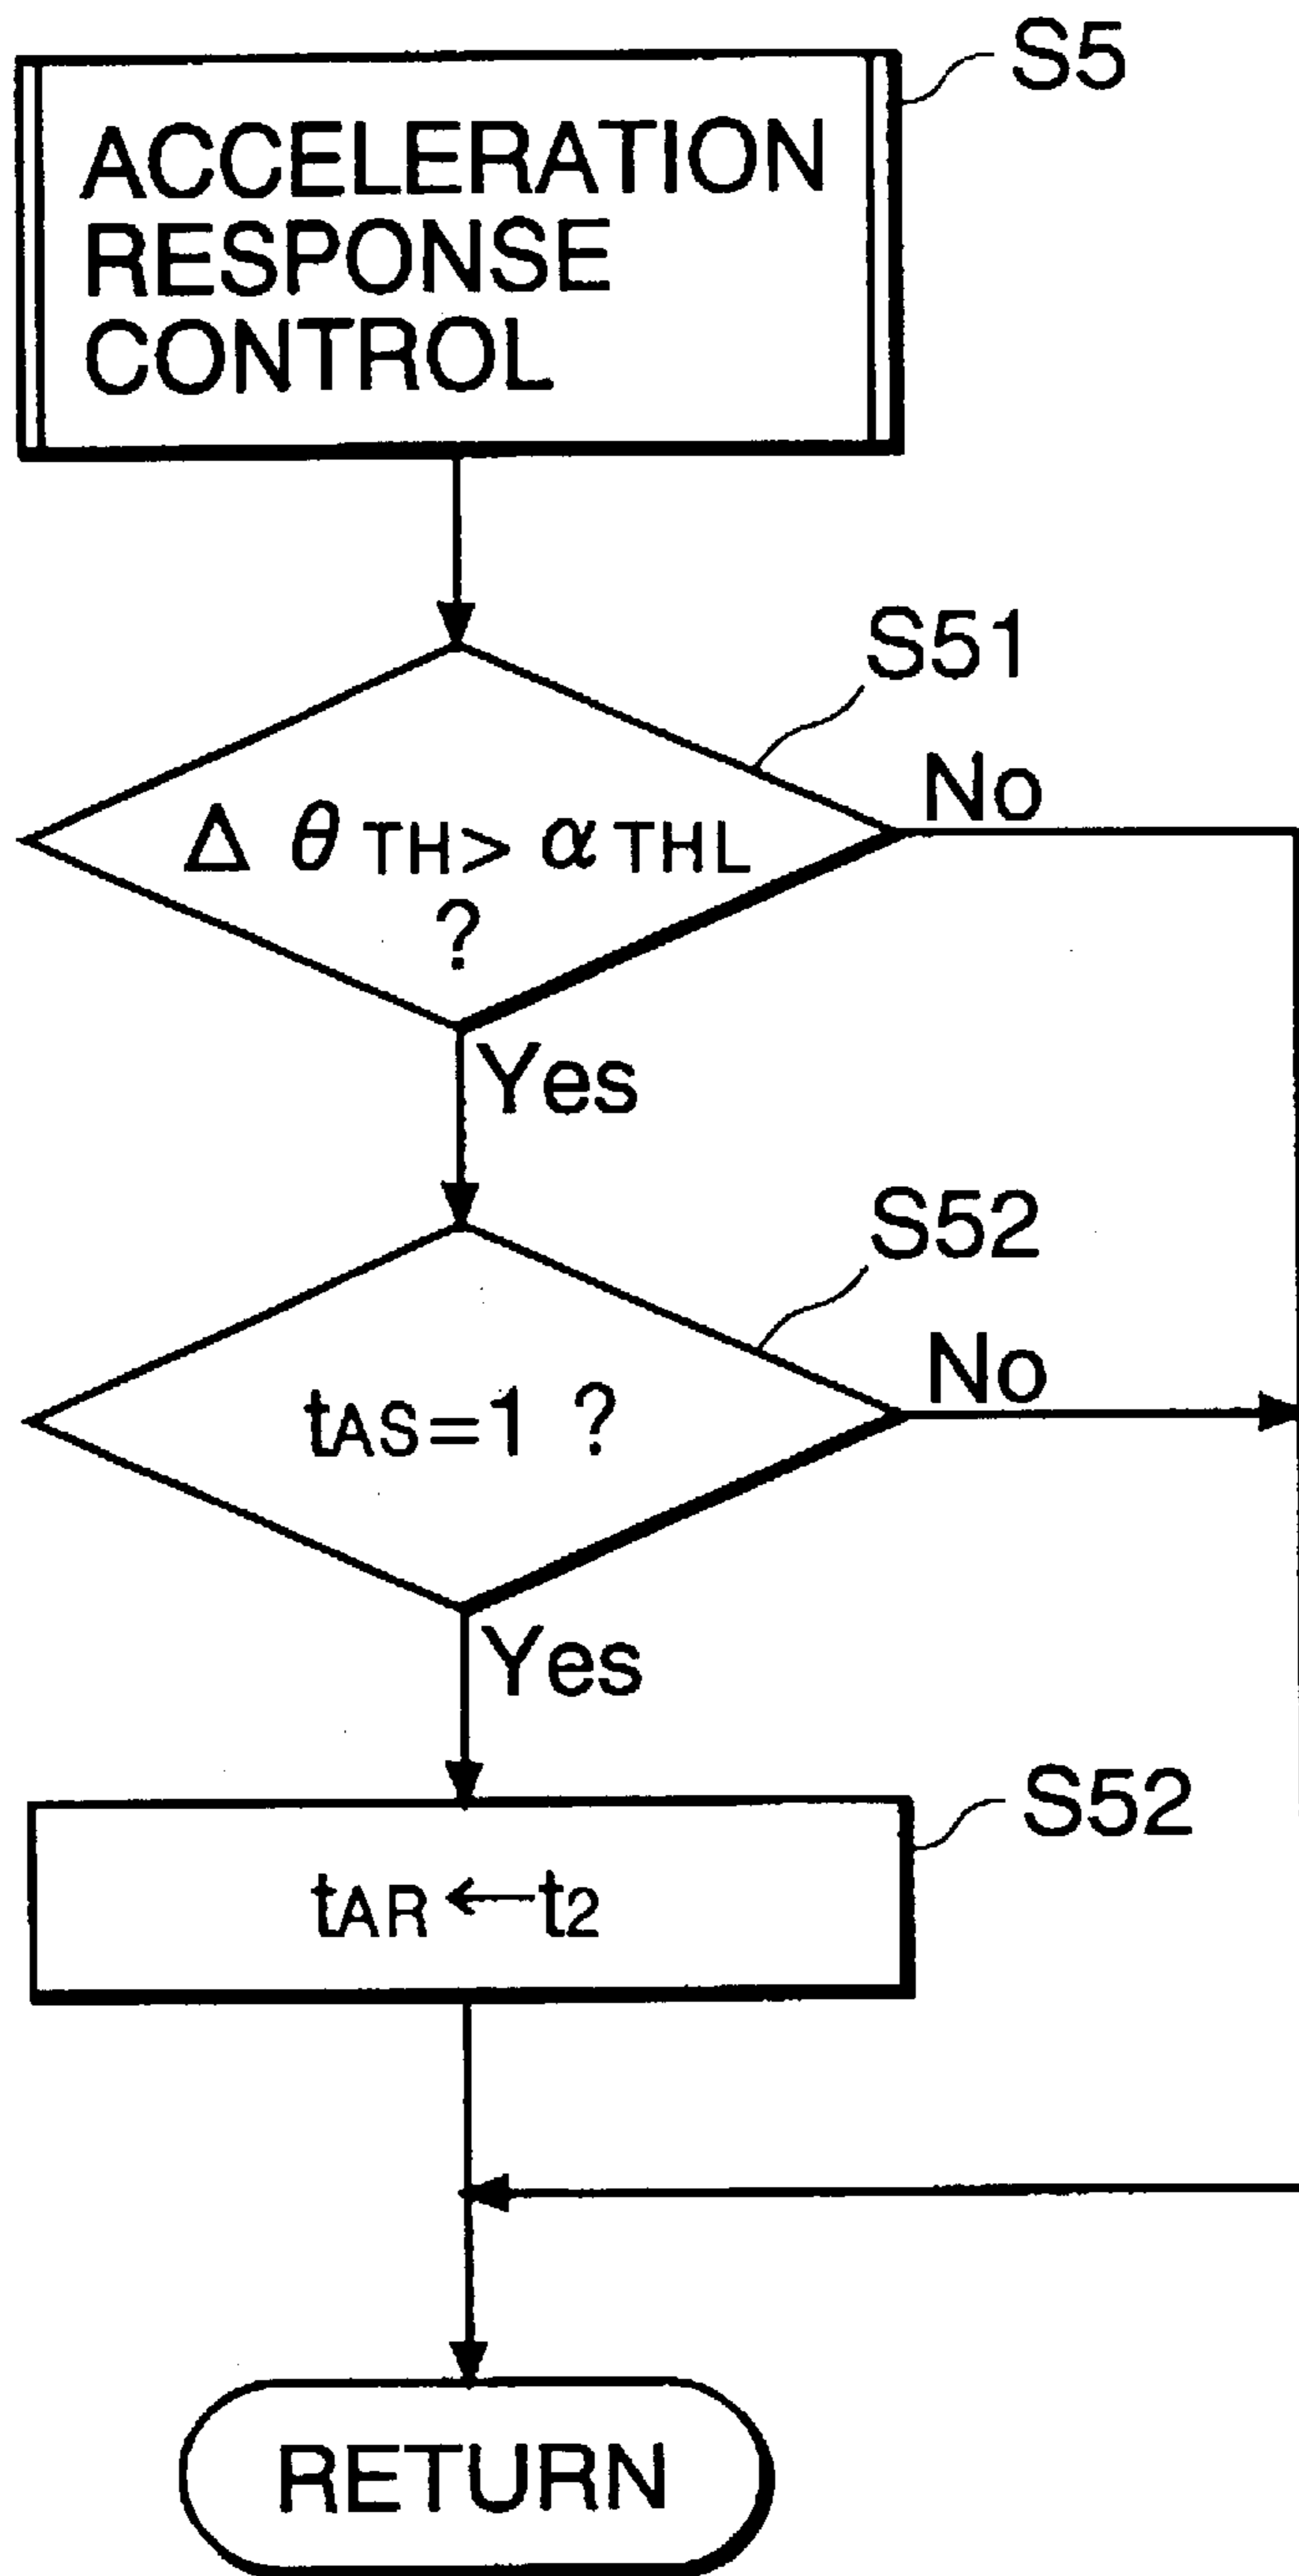 S5
ACCELERATION
RESPONSE
CONTROL
S51
No
Δ θ TH> α THL
?
Yes
S52
No
tAS=1 ?
Yes
S52
tAR←t2
RETURN